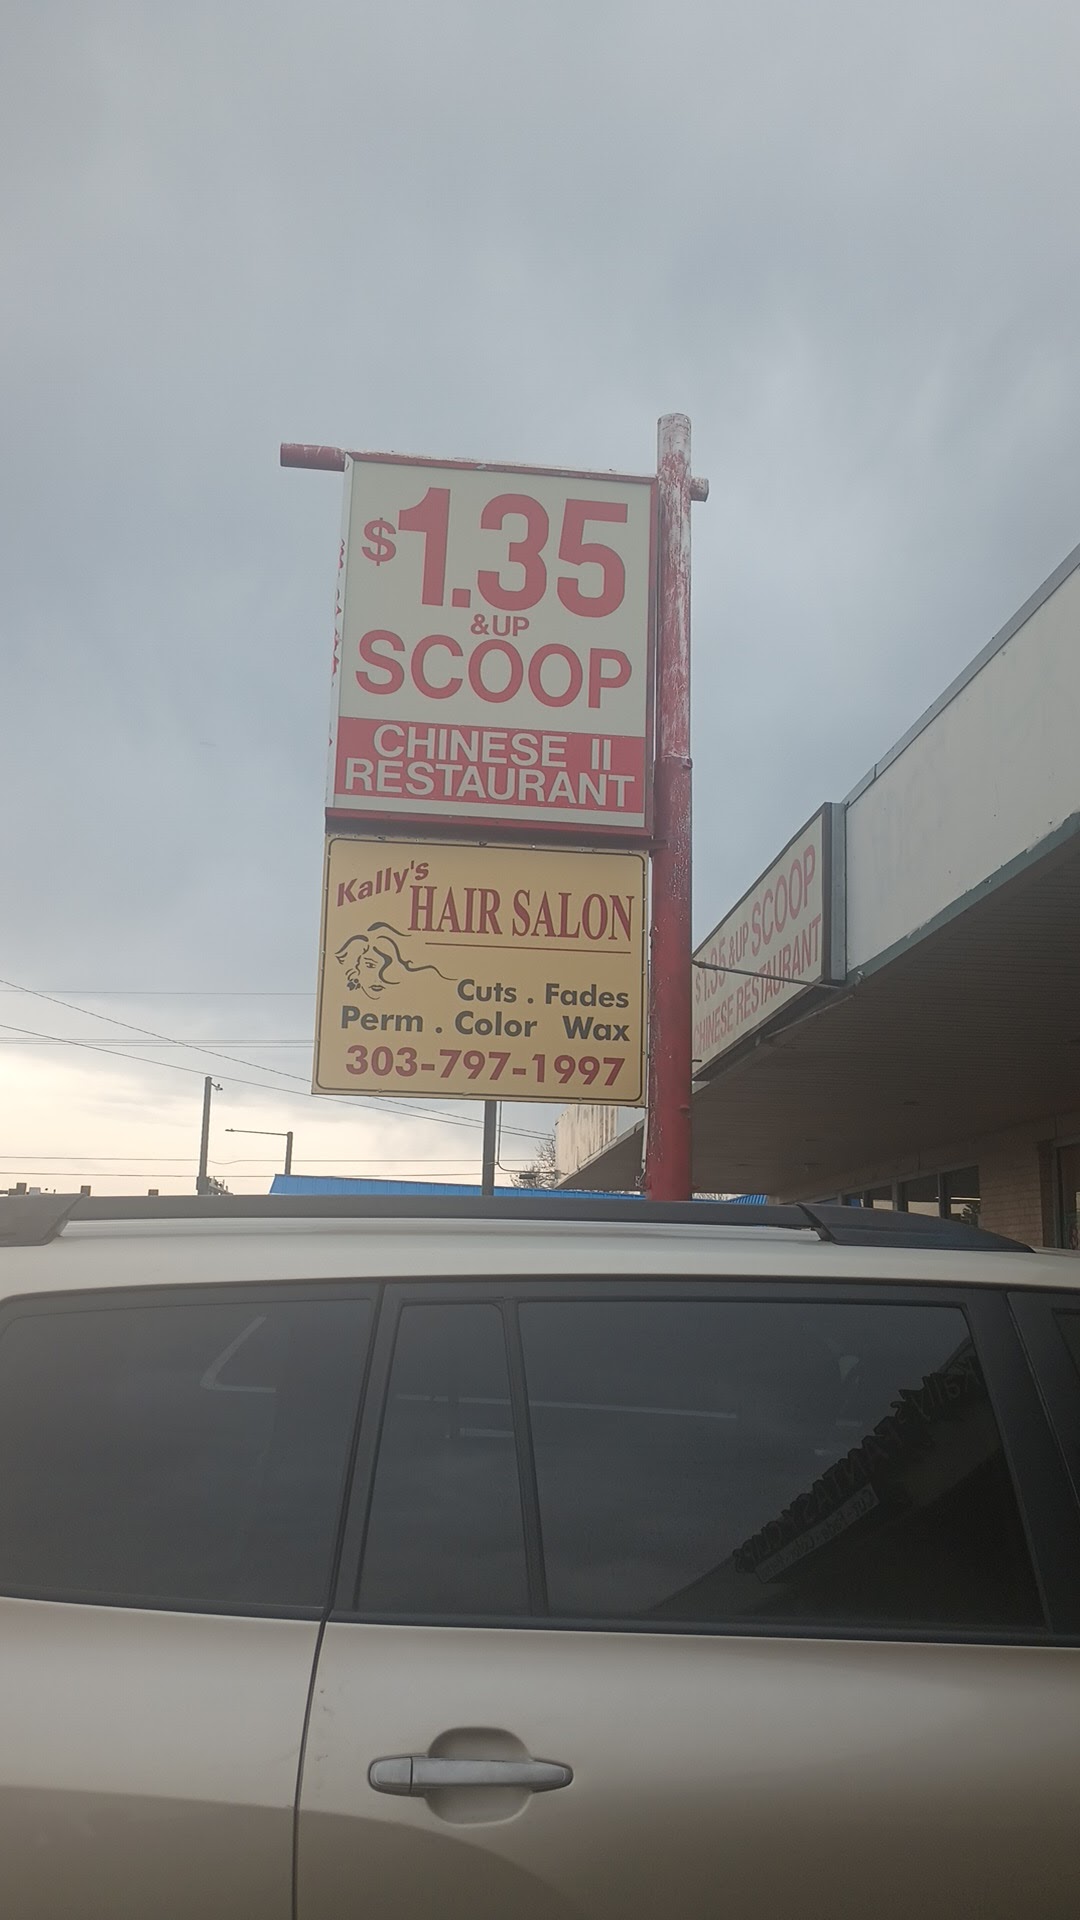 $1.35
&UP
SCOOP
CHINESE II
RESTAURANT
Kally's
HAIR SALON
Cuts . Fades
Perm . Color Wax
303-797-1997
$1.35 &UP SCOOP
CHINESE RESTAURANT